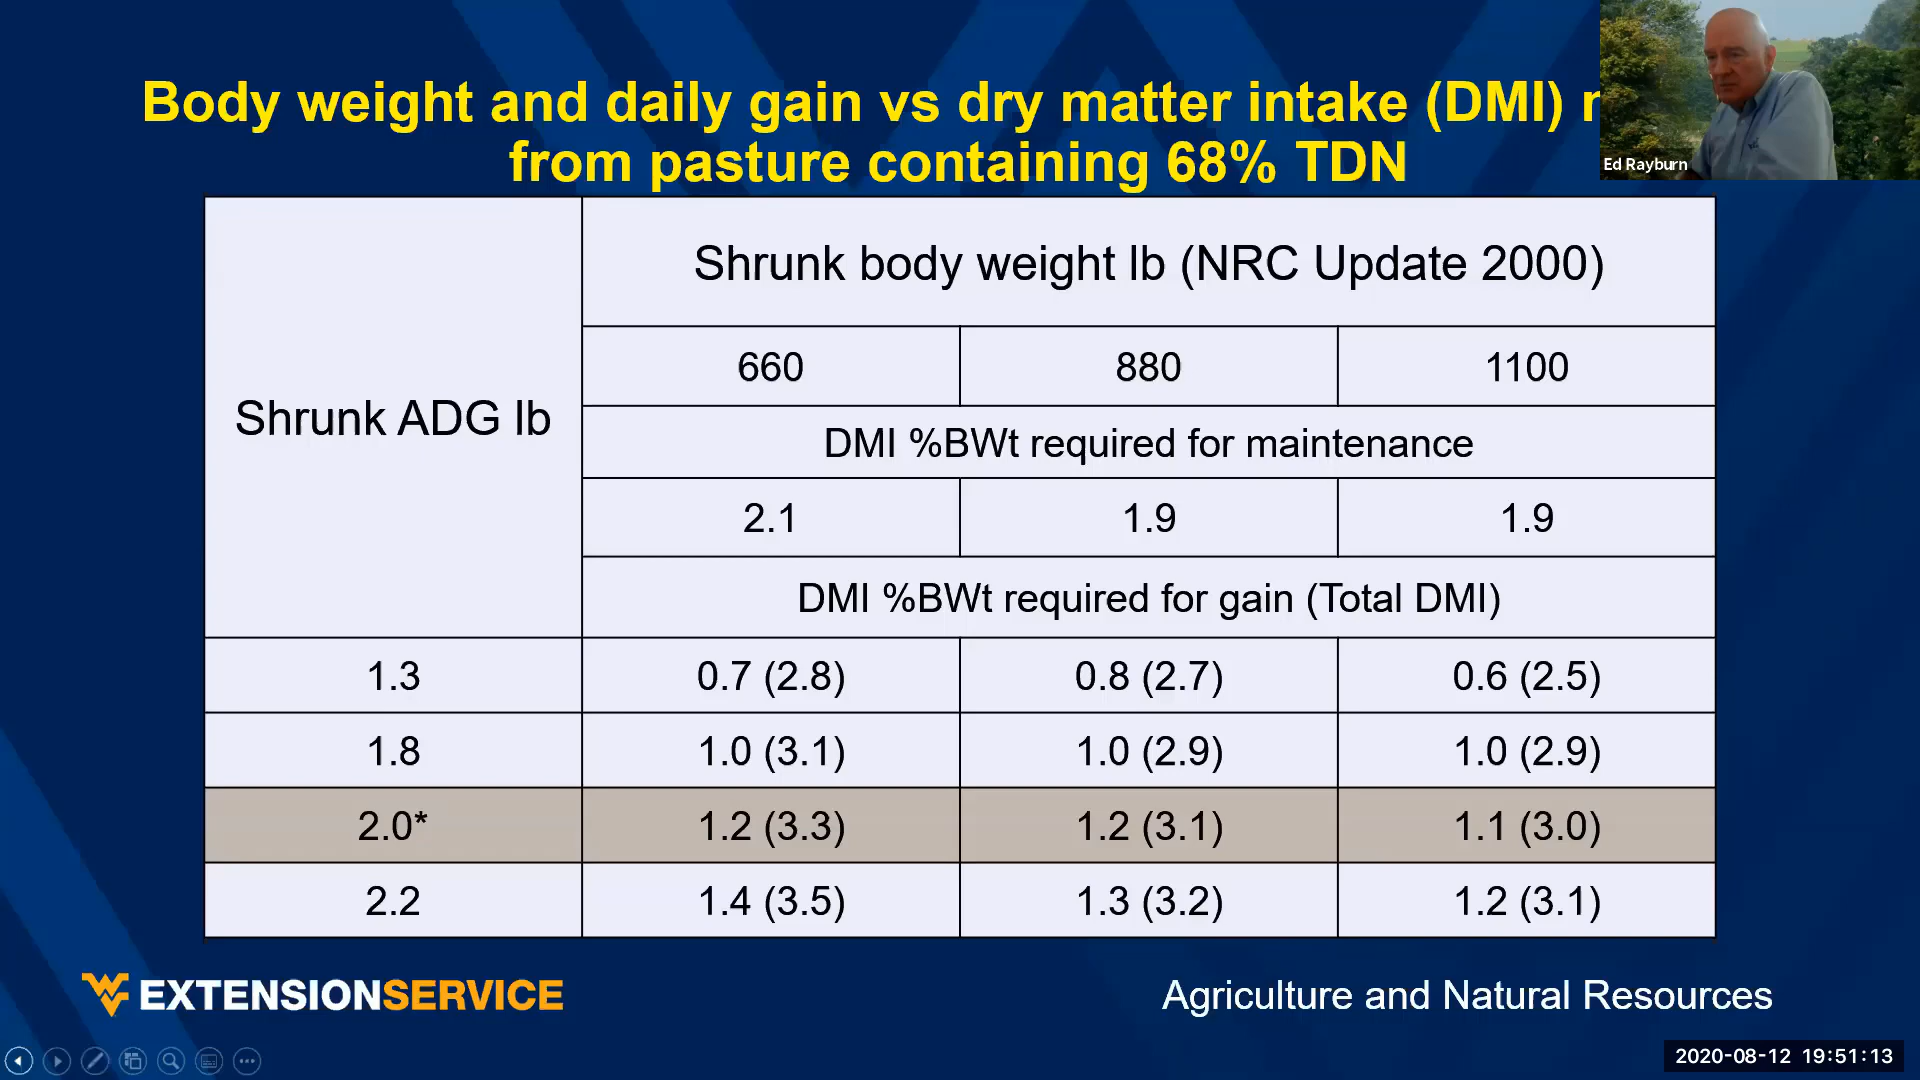 Body weight and daily gain vs dry matter intake (DMI)
from pasture containing 68% TDN
Ed Rayburn
Shrunk ADG lb
Shrunk body weight lb (NRC Update 2000)
660 880 1100
DMI %BWt required for maintenance
2.1 1.9 1.9
DMI %BWt required for gain (Total DMI)
1.3 0.7 (2.8) 0.8 (2.7) 0.6 (2.5)
1.8 1.0 (3.1) 1.0 (2.9) 1.0 (2.9)
2.0* 1.2 (3.3) 1.2 (3.1) 1.1 (3.0)
2.2 1.4 (3.5) 1.3 (3.2) 1.2 (3.1)
WV EXTENSIONSERVICE
Agriculture and Natural Resources
2020-08-12 19:51:13